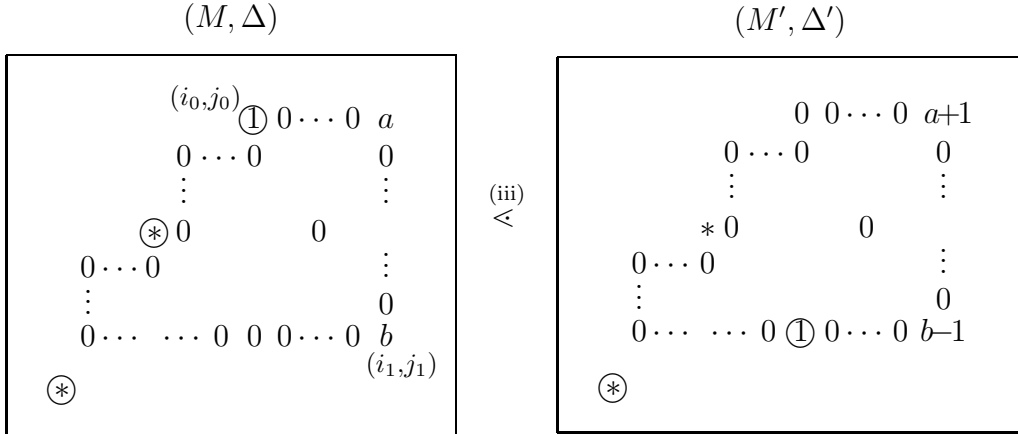 (M, Δ) (M′, Δ′)
(i₀,j₀) ① 0 ⋯ 0 a
0 ⋯ 0 0
⋮ ⋮
⊛ 0 0
0 ⋯ 0 ⋮
⋮ 0
0 ⋯ ⋯ 0 0 0 ⋯ 0 b
(i₁,j₁)
⊛
(iii)
⋖
0 0 ⋯ 0 a+1
0 ⋯ 0 0
⋮ ⋮
* 0 0
0 ⋯ 0 ⋮
⋮ 0
0 ⋯ ⋯ 0 ① 0 ⋯ 0 b−1
⊛